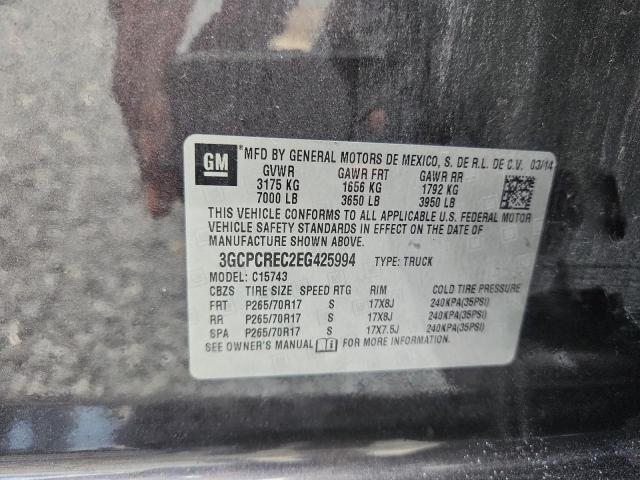 GM
*MFD BY GENERAL MOTORS DE MEXICO, S. DE R.L. DE C.V. 03/14
GVWR GAWR FRT GAWR RR
3175 KG 1656 KG 1792 KG
7000 LB 3650 LB 3950 LB
THIS VEHICLE CONFORMS TO ALL APPLICABLE U.S. FEDERAL MOTOR
VEHICLE SAFETY STANDARDS IN EFFECT ON THE DATE OF
MANUFACTURE SHOWN ABOVE.
3GCPCREC2EG425994 TYPE: TRUCK
MODEL: C15743
CBZS TIRE SIZE SPEED RTG RIM COLD TIRE PRESSURE
FRT P265/70R17 S 17X8J 240KPA(35PSI)
RR P265/70R17 S 17X8J 240KPA(35PSI)
SPA P265/70R17 S 17X7.5J 240KPA(35PSI)
SEE OWNER'S MANUAL FOR MORE INFORMATION.